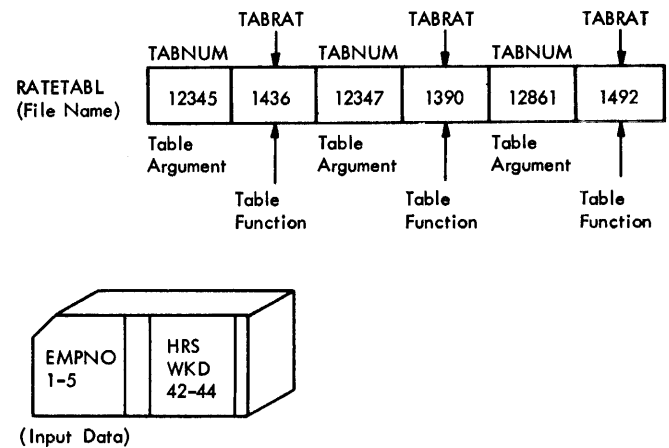 TABRAT TABRAT TABRAT
TABNUM TABNUM TABNUM
RATETABL
(File Name)
12345 1436 12347 1390 12861 1492
Table Table Table
Argument Argument Argument
Table Table Table
Function Function Function
EMPNO
1-5
HRS
WKD
42-44
(Input Data)